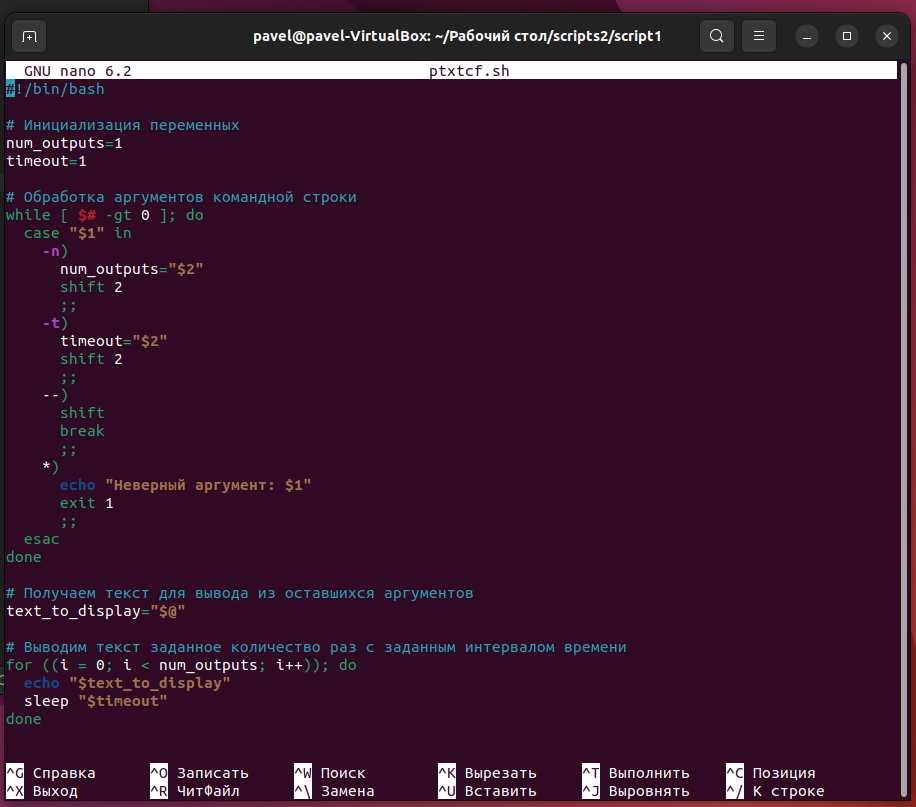 pavel@pavel-VirtualBox: ~/Рабочий стол/scripts2/script1
GNU nano 6.2 ptxtcf.sh
#!/bin/bash

# Инициализация переменных
num_outputs=1
timeout=1

# Обработка аргументов командной строки
while [ $# -gt 0 ]; do
  case "$1" in
    -n)
      num_outputs="$2"
      shift 2
      ;;
    -t)
      timeout="$2"
      shift 2
      ;;
    --)
      shift
      break
      ;;
    *)
      echo "Неверный аргумент: $1"
      exit 1
      ;;
  esac
done

# Получаем текст для вывода из оставшихся аргументов
text_to_display="$@"

# Выводим текст заданное количество раз с заданным интервалом времени
for ((i = 0; i < num_outputs; i++)); do
  echo "$text_to_display"
  sleep "$timeout"
done

^G Справка ^O Записать ^W Поиск ^K Вырезать ^T Выполнить ^C Позиция
^X Выход ^R ЧитФайл ^\ Замена ^U Вставить ^J Выровнять ^/ К строке